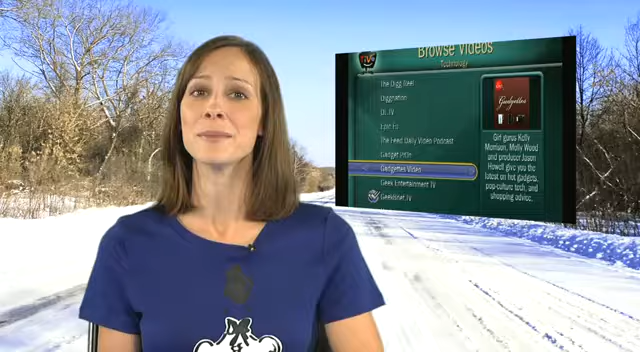 TiVo
Browse Videos
Technology
The Digg Reel
Diggnation
DL.TV
Epic Fu
The Feed Daily Video Podcast
Gadget Pr0n
Gadgettes Video
Geek Entertainment TV
GeekBrief.TV
Gadgettes
Girl gurus Kelly
Morrison, Molly Wood
and producer Jason
Howell give you the
latest on hot gadgets,
pop-culture tech, and
shopping advice.